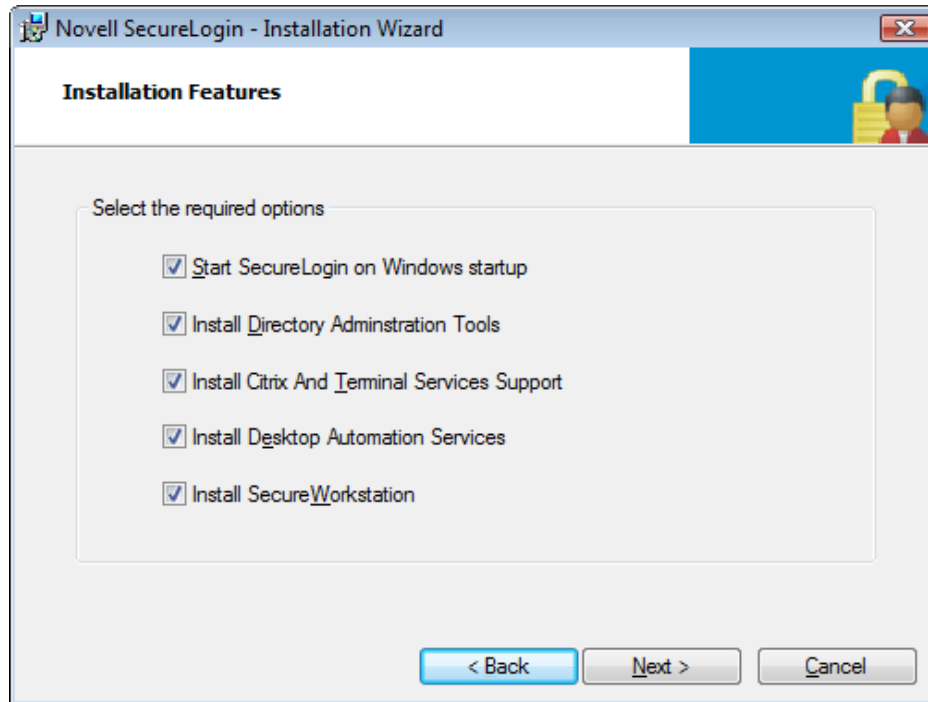 Novell SecureLogin - Installation Wizard
Installation Features
Select the required options
Start SecureLogin on Windows startup
Install Directory Adminstration Tools
Install Citrix And Terminal Services Support
Install Desktop Automation Services
Install SecureWorkstation
< Back Next > Cancel